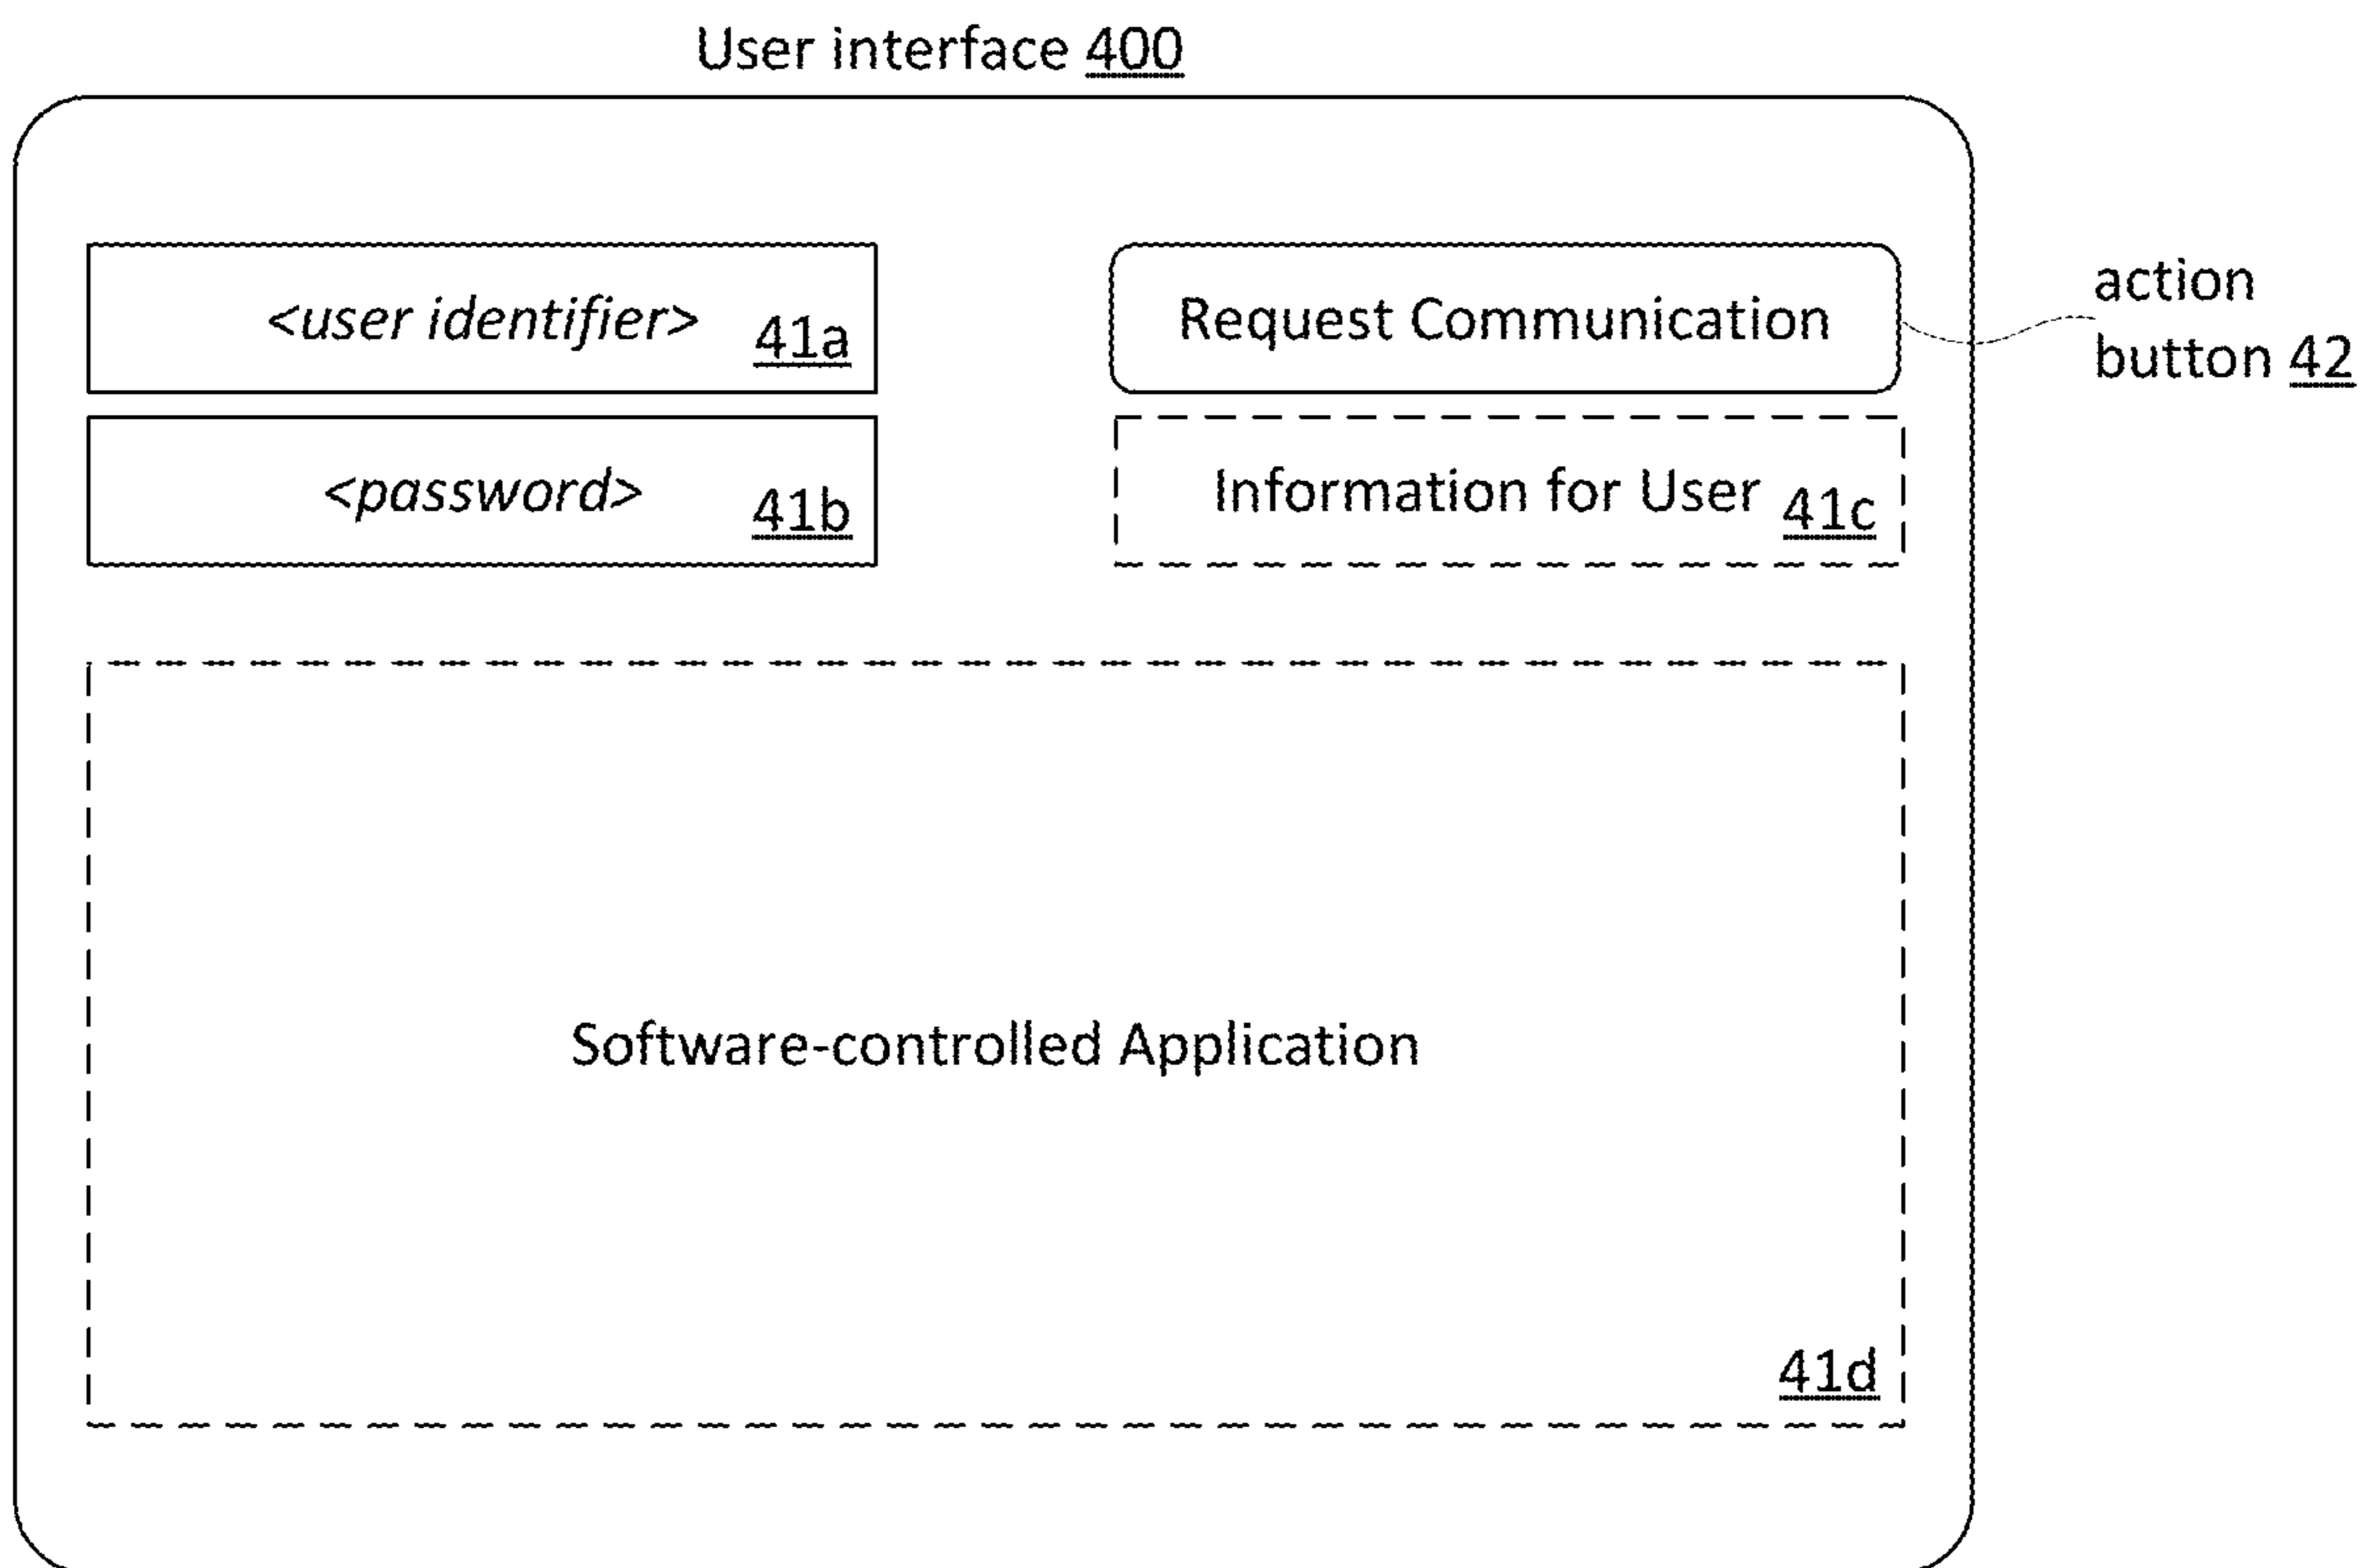 User interface 400
<user identifier> 41a
Request Communication
action
button 42
<password> 41b
Information for User 41c
Software-controlled Application
41d